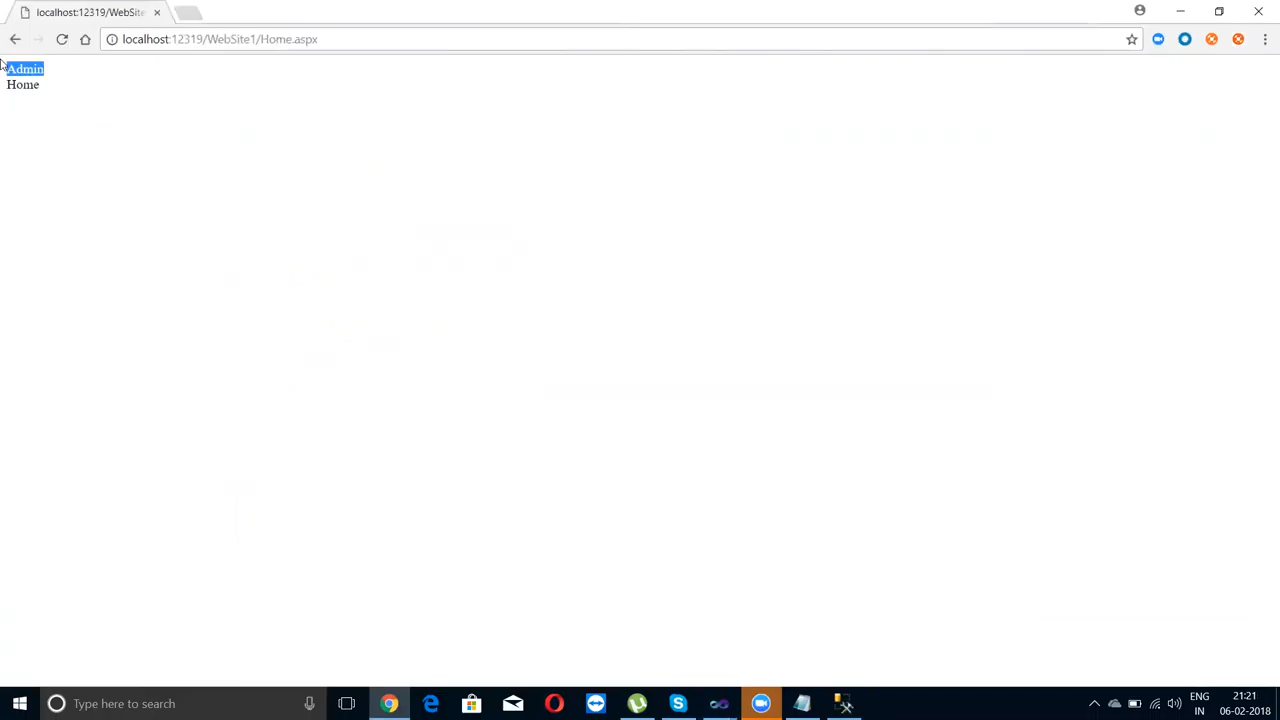 localhost:12319/WebSite
localhost:12319/WebSite1/Home.aspx
Admin
Home
Type here to search
ENG
IN
21:21
06-02-2018